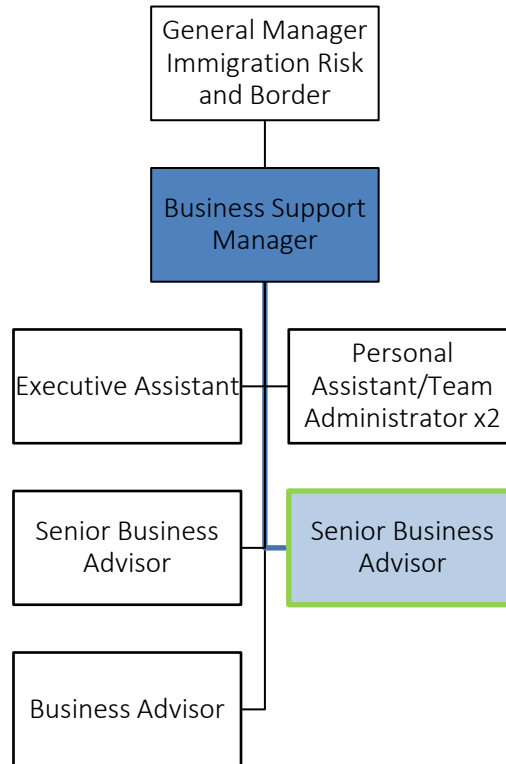 General Manager
Immigration Risk
and Border
Business Support
Manager
Executive Assistant
Personal
Assistant/Team
Administrator x2
Senior Business
Advisor
Senior Business
Advisor
Business Advisor